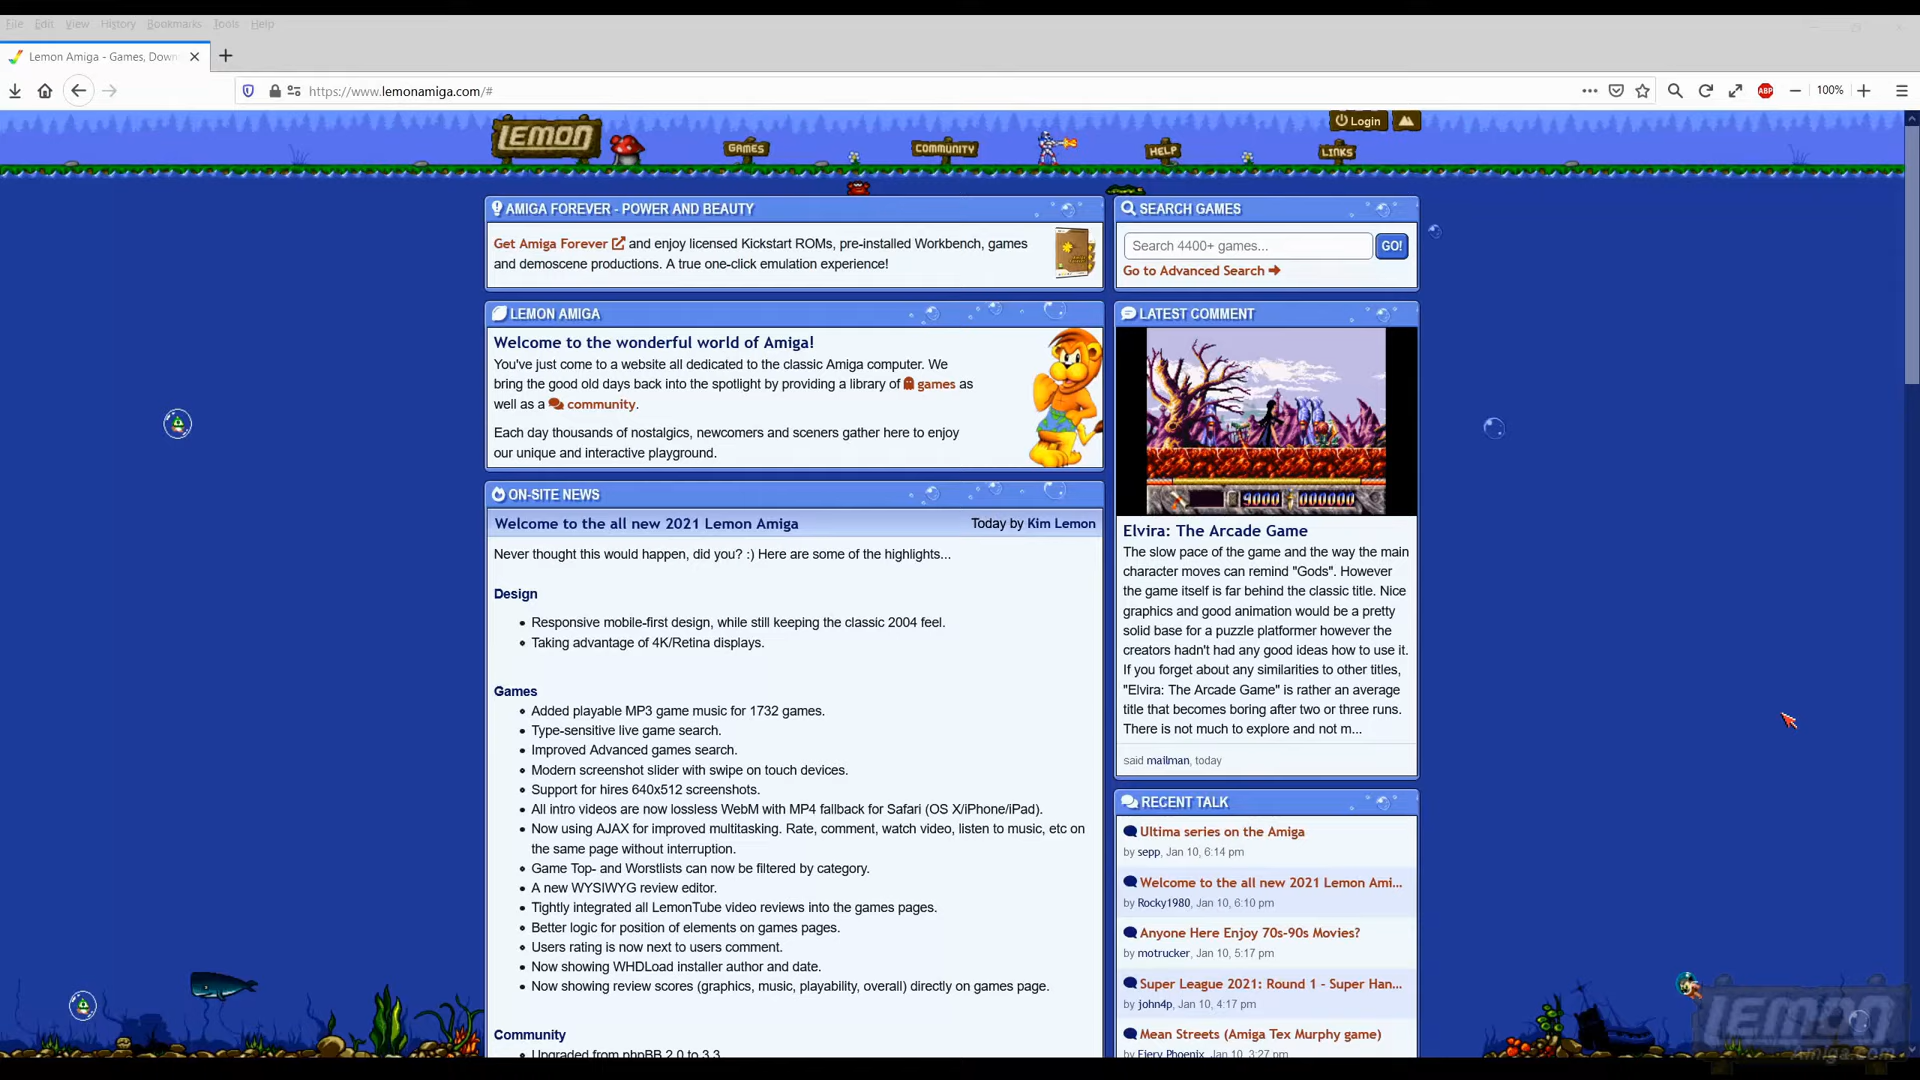 File Edit View History Bookmarks Tools Help
Lemon Amiga - Games, Down
https://www.lemonamiga.com/#
ABP
100%
LEMON
GAMES
COMMUNITY
HELP
LINKS
Login
AMIGA FOREVER - POWER AND BEAUTY
Get Amiga Forever and enjoy licensed Kickstart ROMs, pre-installed Workbench, games
and demoscene productions. A true one-click emulation experience!
LEMON AMIGA
Welcome to the wonderful world of Amiga!
You've just come to a website all dedicated to the classic Amiga computer. We
bring the good old days back into the spotlight by providing a library of games as
well as a community.
Each day thousands of nostalgics, newcomers and sceners gather here to enjoy
our unique and interactive playground.
ON-SITE NEWS
Welcome to the all new 2021 Lemon Amiga
Today by Kim Lemon
Never thought this would happen, did you? :) Here are some of the highlights...
Design
• Responsive mobile-first design, while still keeping the classic 2004 feel.
• Taking advantage of 4K/Retina displays.
Games
• Added playable MP3 game music for 1732 games.
• Type-sensitive live game search.
• Improved Advanced games search.
• Modern screenshot slider with swipe on touch devices.
• Support for hires 640x512 screenshots.
• All intro videos are now lossless WebM with MP4 fallback for Safari (OS X/iPhone/iPad).
• Now using AJAX for improved multitasking. Rate, comment, watch video, listen to music, etc on
the same page without interruption.
• Game Top- and Worstlists can now be filtered by category.
• A new WYSIWYG review editor.
• Tightly integrated all LemonTube video reviews into the games pages.
• Better logic for position of elements on games pages.
• Users rating is now next to users comment.
• Now showing WHDLoad installer author and date.
• Now showing review scores (graphics, music, playability, overall) directly on games page.
Community
• Upgraded from phpBB 2.0 to 3.3
SEARCH GAMES
Search 4400+ games...
GO!
Go to Advanced Search
LATEST COMMENT
9000
000000
Elvira: The Arcade Game
The slow pace of the game and the way the main
character moves can remind "Gods". However
the game itself is far behind the classic title. Nice
graphics and good animation would be a pretty
solid base for a puzzle platformer however the
creators hadn't had any good ideas how to use it.
If you forget about any similarities to other titles,
"Elvira: The Arcade Game" is rather an average
title that becomes boring after two or three runs.
There is not much to explore and not m...
said mailman, today
RECENT TALK
Ultima series on the Amiga
by sepp, Jan 10, 6:14 pm
Welcome to the all new 2021 Lemon Ami...
by Rocky1980, Jan 10, 6:10 pm
Anyone Here Enjoy 70s-90s Movies?
by motrucker, Jan 10, 5:17 pm
Super League 2021: Round 1 - Super Han...
by john4p, Jan 10, 4:17 pm
Mean Streets (Amiga Tex Murphy game)
by Fiery Phoenix, Jan 10, 3:27 pm
LEMON
Amiga.com